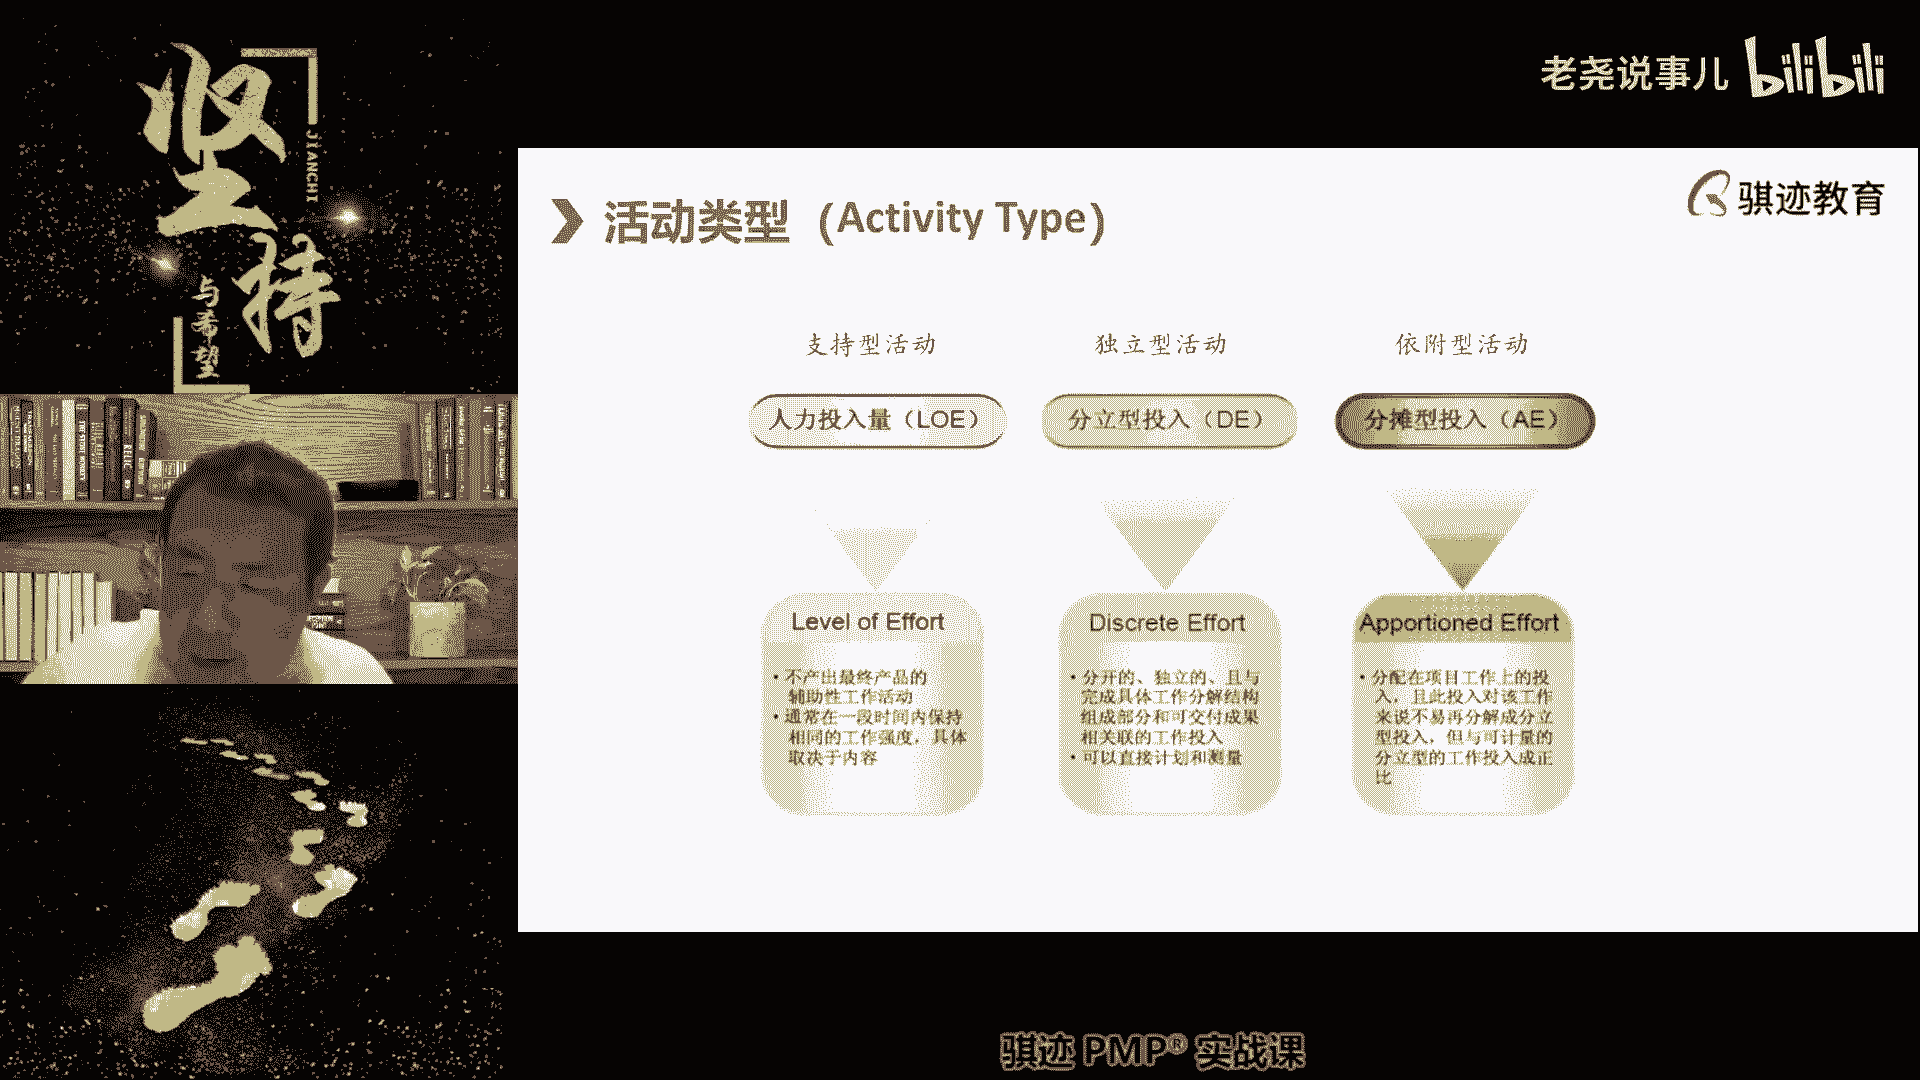 坚持
JIANCHI
与希望
老尧说事儿 bilibili
骐迹教育
活动类型（Activity Type）
支持型活动
人力投入量（LOE）
Level of Effort
• 不产出最终产品的
辅助性工作活动
• 通常在一段时间内保持
相同的工作强度，具体
取决于内容
独立型活动
分立型投入（DE）
Discrete Effort
• 分开的、独立的、且与
完成具体工作分解结构
组成部分和可交付成果
相关联的工作投入
• 可以直接计划和测量
依附型活动
分摊型投入（AE）
Apportioned Effort
• 分配在项目工作上的投
入，且此投入对该工作
来说不易再分解成分立
型投入，但与可计量的
分立型的工作投入成正
比
骐迹 PMP® 实战课